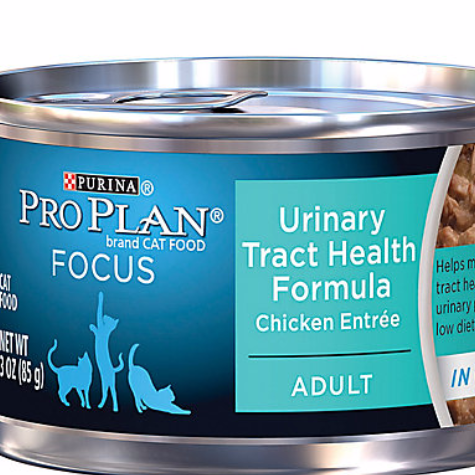 PURINA®
PRO PLAN®
brand CAT FOOD
FOCUS
CAT
FOOD
NET WT
3 OZ (85 g)
Urinary
Tract Health
Formula
Chicken Entrée
ADULT
Helps m
tract he
urinary
low diet
IN